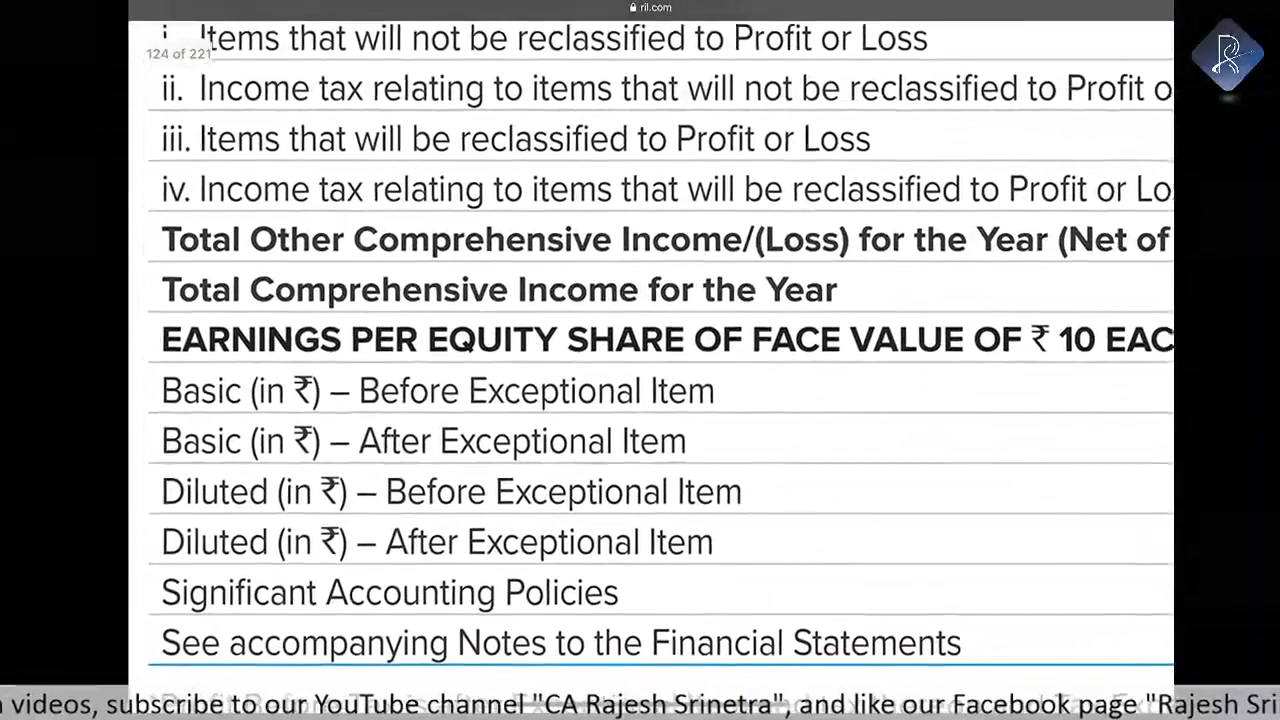 ril.com
i. Items that will not be reclassified to Profit or Loss
124 of 221
ii. Income tax relating to items that will not be reclassified to Profit o
iii. Items that will be reclassified to Profit or Loss
iv. Income tax relating to items that will be reclassified to Profit or Lo
Total Other Comprehensive Income/(Loss) for the Year (Net of
Total Comprehensive Income for the Year
EARNINGS PER EQUITY SHARE OF FACE VALUE OF ₹ 10 EAC
Basic (in ₹) – Before Exceptional Item
Basic (in ₹) – After Exceptional Item
Diluted (in ₹) – Before Exceptional Item
Diluted (in ₹) – After Exceptional Item
Significant Accounting Policies
See accompanying Notes to the Financial Statements
n videos, subscribe to our YouTube channel "CA Rajesh Srinetra", and like our Facebook page "Rajesh Sri